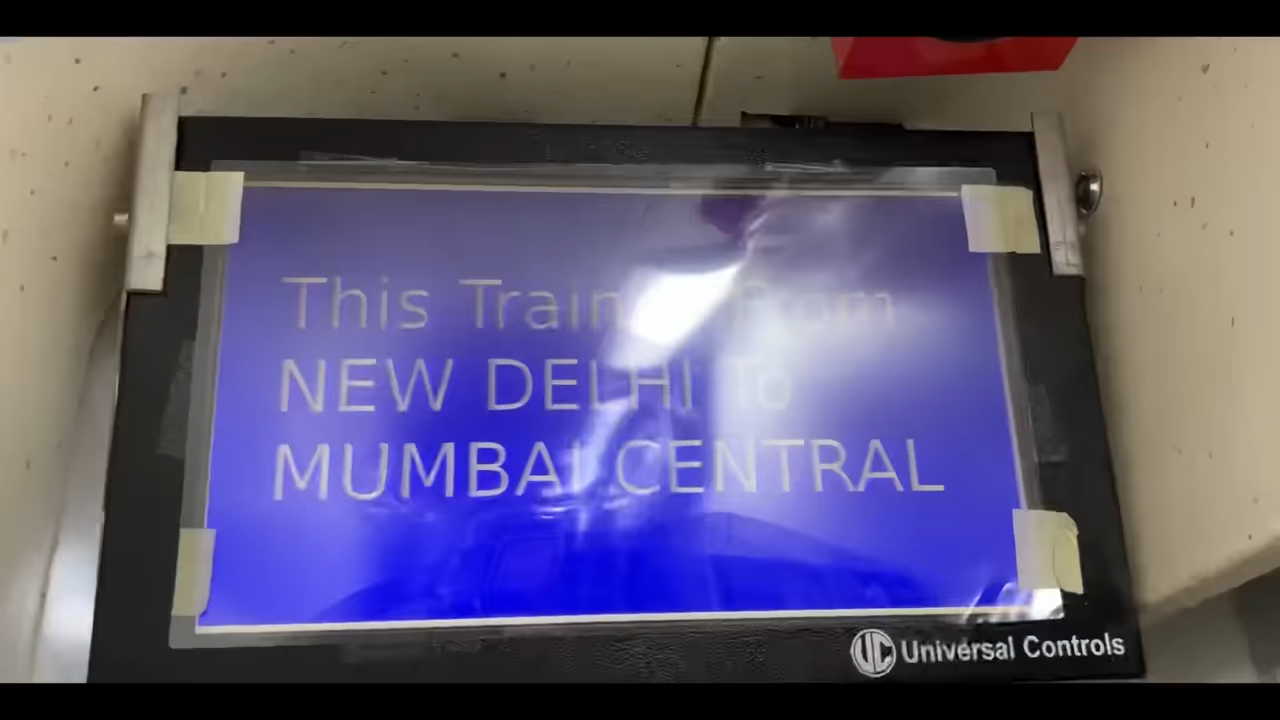 This Train From
NEW DELHI To
MUMBAI CENTRAL
UC Universal Controls